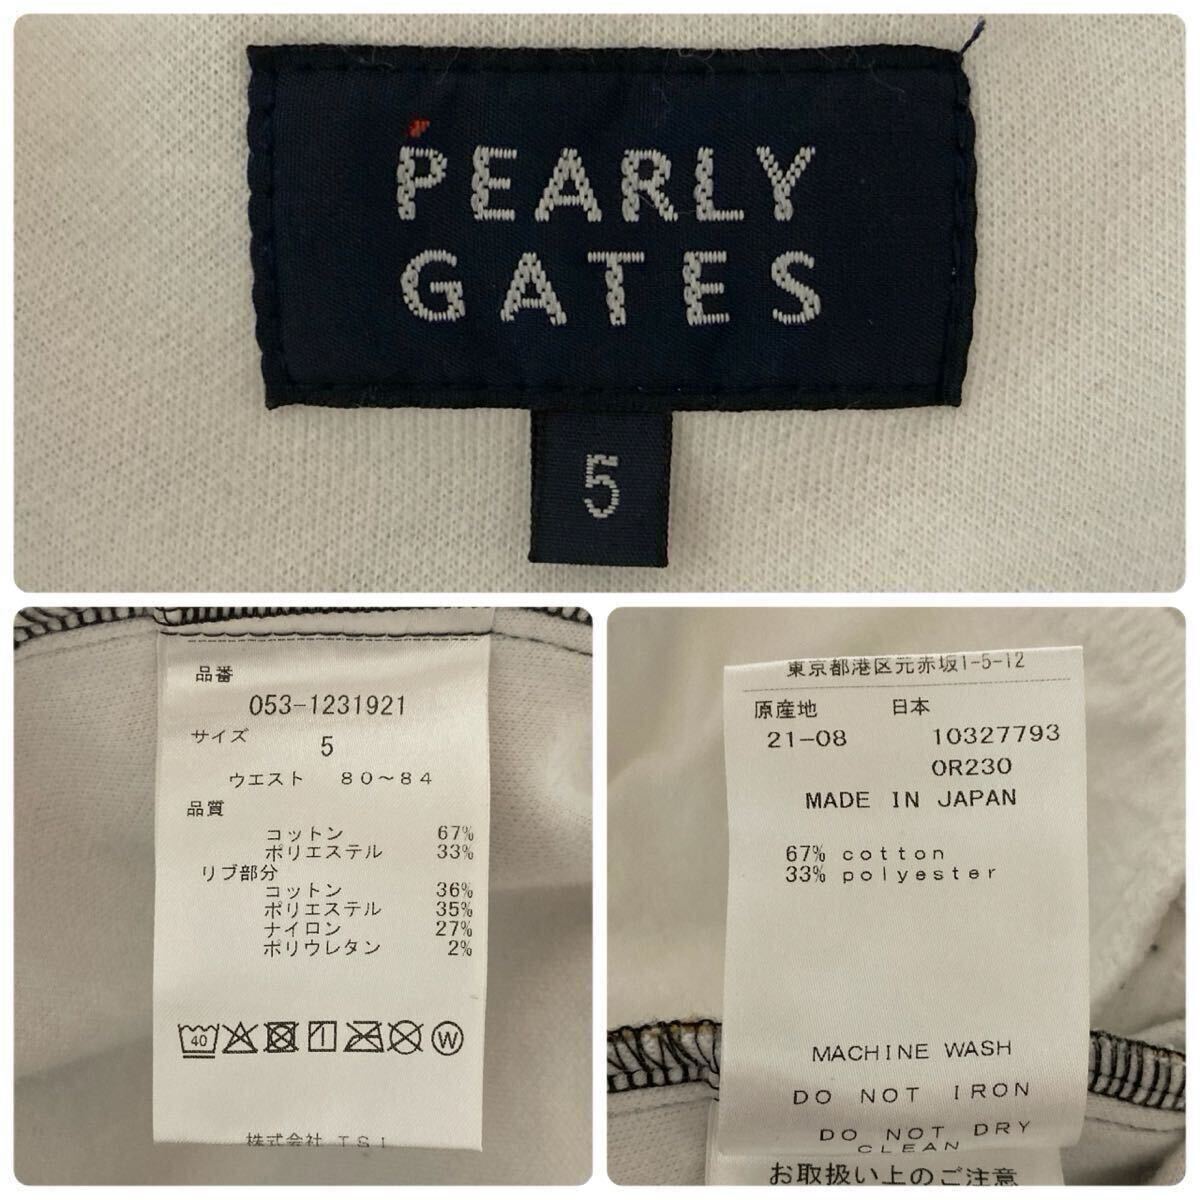 PEARLY
GATES
5
品番
053-1231921
サイズ 5
ウエスト 80～84
品質
コットン 67%
ポリエステル 33%
リブ部分
コットン 36%
ポリエステル 35%
ナイロン 27%
ポリウレタン 2%
40 W
株式会社 TSI
東京都港区元赤坂1-5-12
原産地 日本
21-08 10327793
0R230
MADE IN JAPAN
67% cotton
33% polyester
MACHINE WASH
DO NOT IRON
DO NOT DRY
CLEAN
お取扱い上のご注意